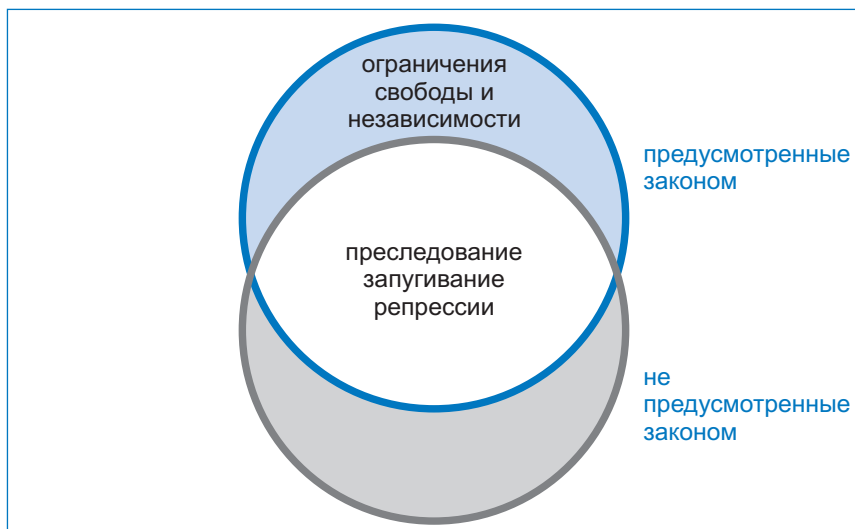 ограничения
свободы и
независимости
предусмотренные
законом
преследование
запугивание
репрессии
не
предусмотренные
законом